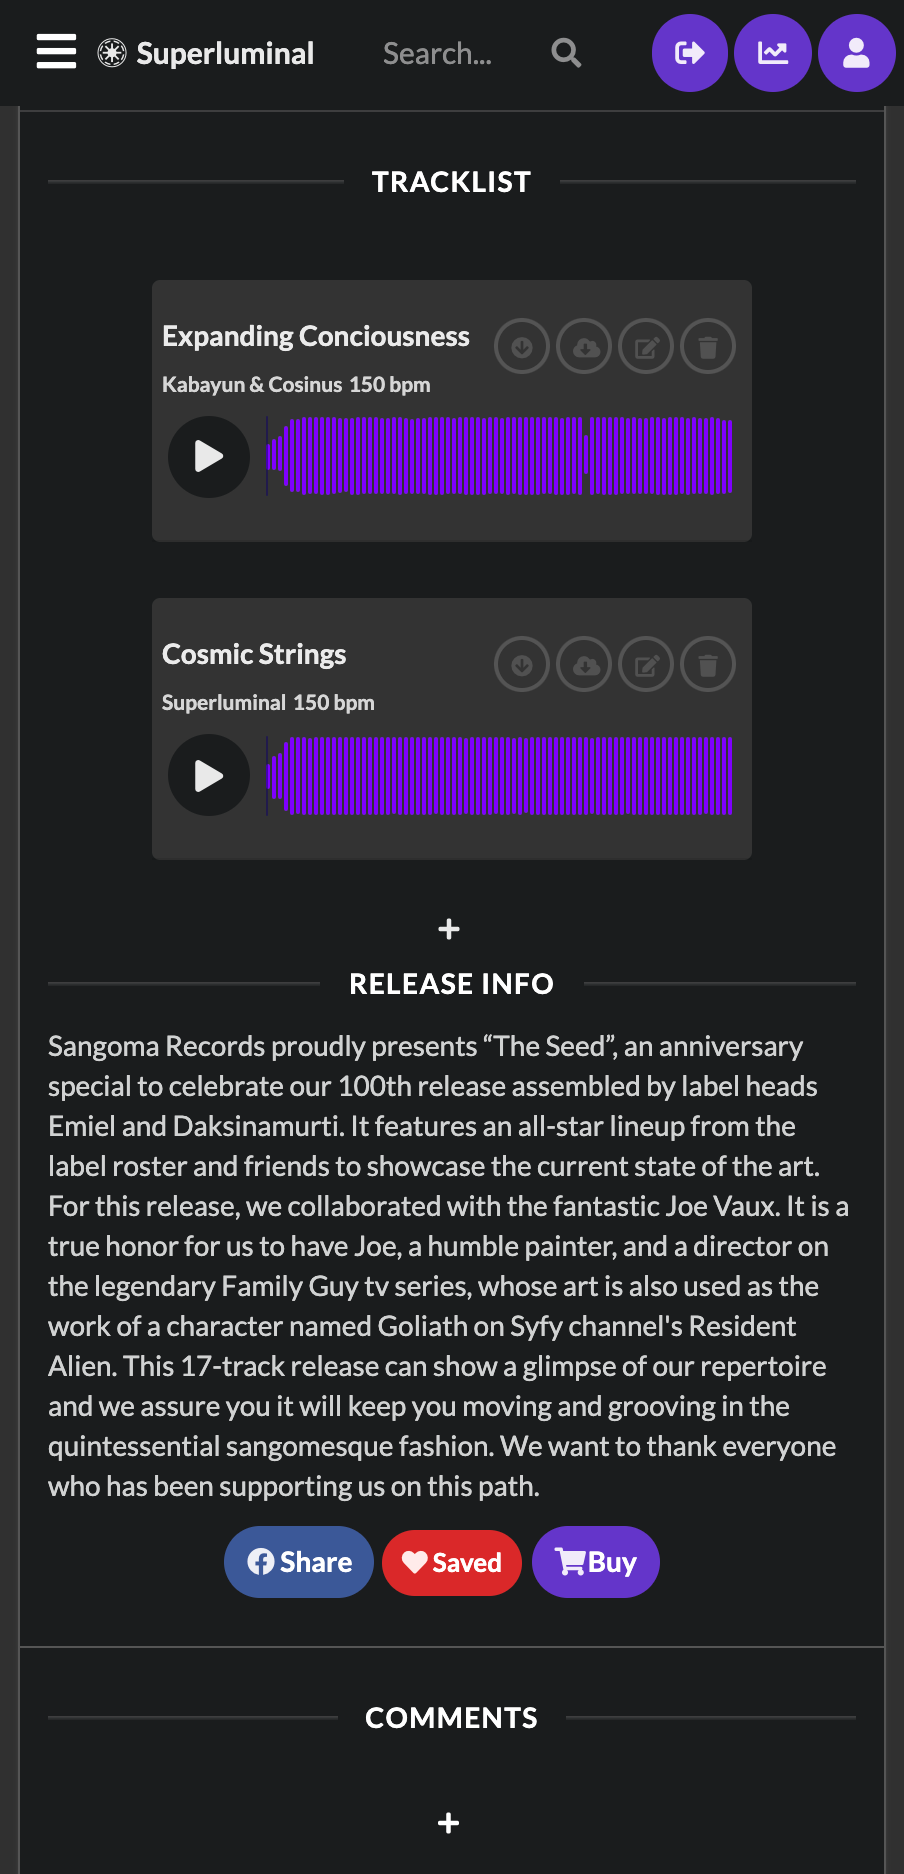 Superluminal
Search...
TRACKLIST
Expanding Conciousness
Kabayun & Cosinus 150 bpm
Cosmic Strings
Superluminal 150 bpm
RELEASE INFO
Sangoma Records proudly presents “The Seed”, an anniversary
special to celebrate our 100th release assembled by label heads
Emiel and Daksinamurti. It features an all-star lineup from the
label roster and friends to showcase the current state of the art.
For this release, we collaborated with the fantastic Joe Vaux. It is a
true honor for us to have Joe, a humble painter, and a director on
the legendary Family Guy tv series, whose art is also used as the
work of a character named Goliath on Syfy channel's Resident
Alien. This 17-track release can show a glimpse of our repertoire
and we assure you it will keep you moving and grooving in the
quintessential sangomesque fashion. We want to thank everyone
who has been supporting us on this path.
Share Saved Buy
COMMENTS